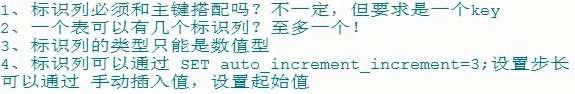 1、标识列必须和主键搭配吗？不一定，但要求是一个key
2、一个表可以有几个标识列？至多一个！
3、标识列的类型只能是数值型
4、标识列可以通过 SET auto_increment_increment=3;设置步长
可以通过 手动插入值，设置起始值